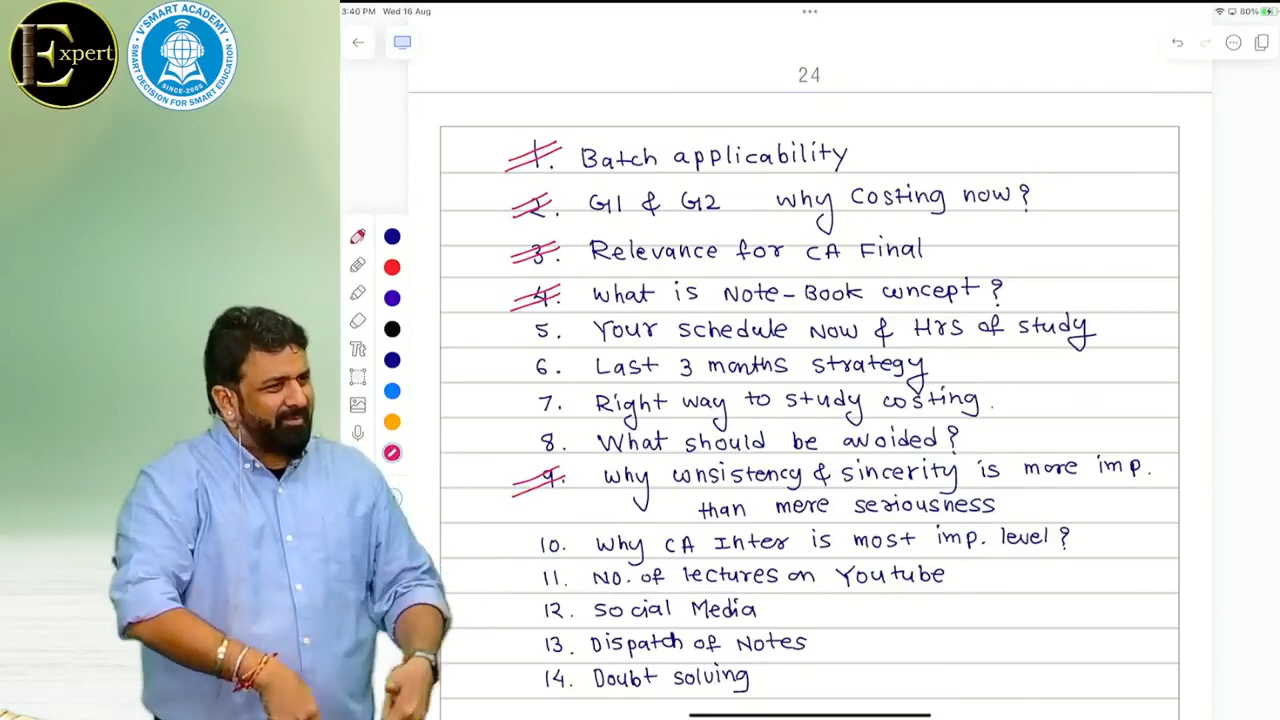 Expert
V'SMART ACADEMY
SINCE-2005
SMART DECISION FOR SMART EDUCATION
3:40 PM Wed 16 Aug
80%
24
1. Batch applicability
2. G1 & G2 why costing now?
3. Relevance for CA Final
4. What is Note-Book concept?
5. Your schedule Now & Hrs of study
6. Last 3 months strategy
7. Right way to study costing.
8. What should be avoided?
9. why consistency & sincerity is more imp.
than mere seriousness
10. Why CA Inter is most imp. level?
11. No. of lectures on Youtube
12. Social Media
13. Dispatch of Notes
14. Doubt solving
Tt